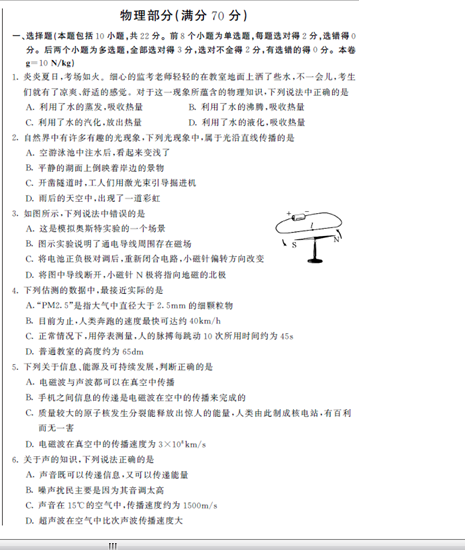 物理部分(满分 70 分)
一、选择题(本题包括 10 小题,共 22 分。前 8 个小题为单选题,每题选对得 2 分,选错得 0
分。后两个小题为多选题,全部选对得 3 分,选对不全得 2 分,有选错的得 0 分。本卷
g=10 N/kg)
1. 炎炎夏日,考场如火。细心的监考老师轻轻的在教室地面上洒了些水,不一会儿,考生
们就有了凉爽、舒适的感觉。对于这一现象所蕴含的物理知识,下列说法中正确的是
A. 利用了水的蒸发,吸收热量 B. 利用了水的沸腾,吸收热量
C. 利用了水的汽化,放出热量 D. 利用了水的液化,吸收热量
2. 自然界中有许多有趣的光现象,下列光现象中,属于光沿直线传播的是
A. 空游泳池中注水后,看起来变浅了
B. 平静的湖面上倒映着岸边的景物
C. 开凿隧道时,工人们用激光束引导掘进机
D. 雨后的天空中,出现了一道彩虹
3. 如图所示,下列说法中错误的是
A. 这是模拟奥斯特实验的一个场景
B. 图示实验说明了通电导线周围存在磁场
C. 将电池正负极对调后,重新闭合电路,小磁针偏转方向改变
D. 将图中导线断开,小磁针 N 极将指向地磁的北极
+ -
I
S N
4. 下列估测的数据中,最接近实际的是
A. “PM2.5”是指大气中直径大于 2.5mm 的细颗粒物
B. 目前为止,人类奔跑的速度最快可达约 40km/h
C. 正常情况下,用停表测量,人的脉搏每跳动 10 次所用时间约为 45s
D. 普通教室的高度约为 65dm
5. 下列关于信息、能源及可持续发展,判断正确的是
A. 电磁波与声波都可以在真空中传播
B. 手机之间信息的传递是电磁波在空中的传播来完成的
C. 质量较大的原子核发生分裂能释放出惊人的能量,人类由此制成核电站,有百利
而无一害
D. 电磁波在真空中的传播速度为 3×10⁸km/s
6. 关于声的知识,下列说法正确的是
A. 声音既可以传递信息,又可以传递能量
B. 噪声扰民主要是因为其音调太高
C. 声音在 15℃的空气中,传播速度约为 1500m/s
D. 超声波在空气中比次声波传播速度大